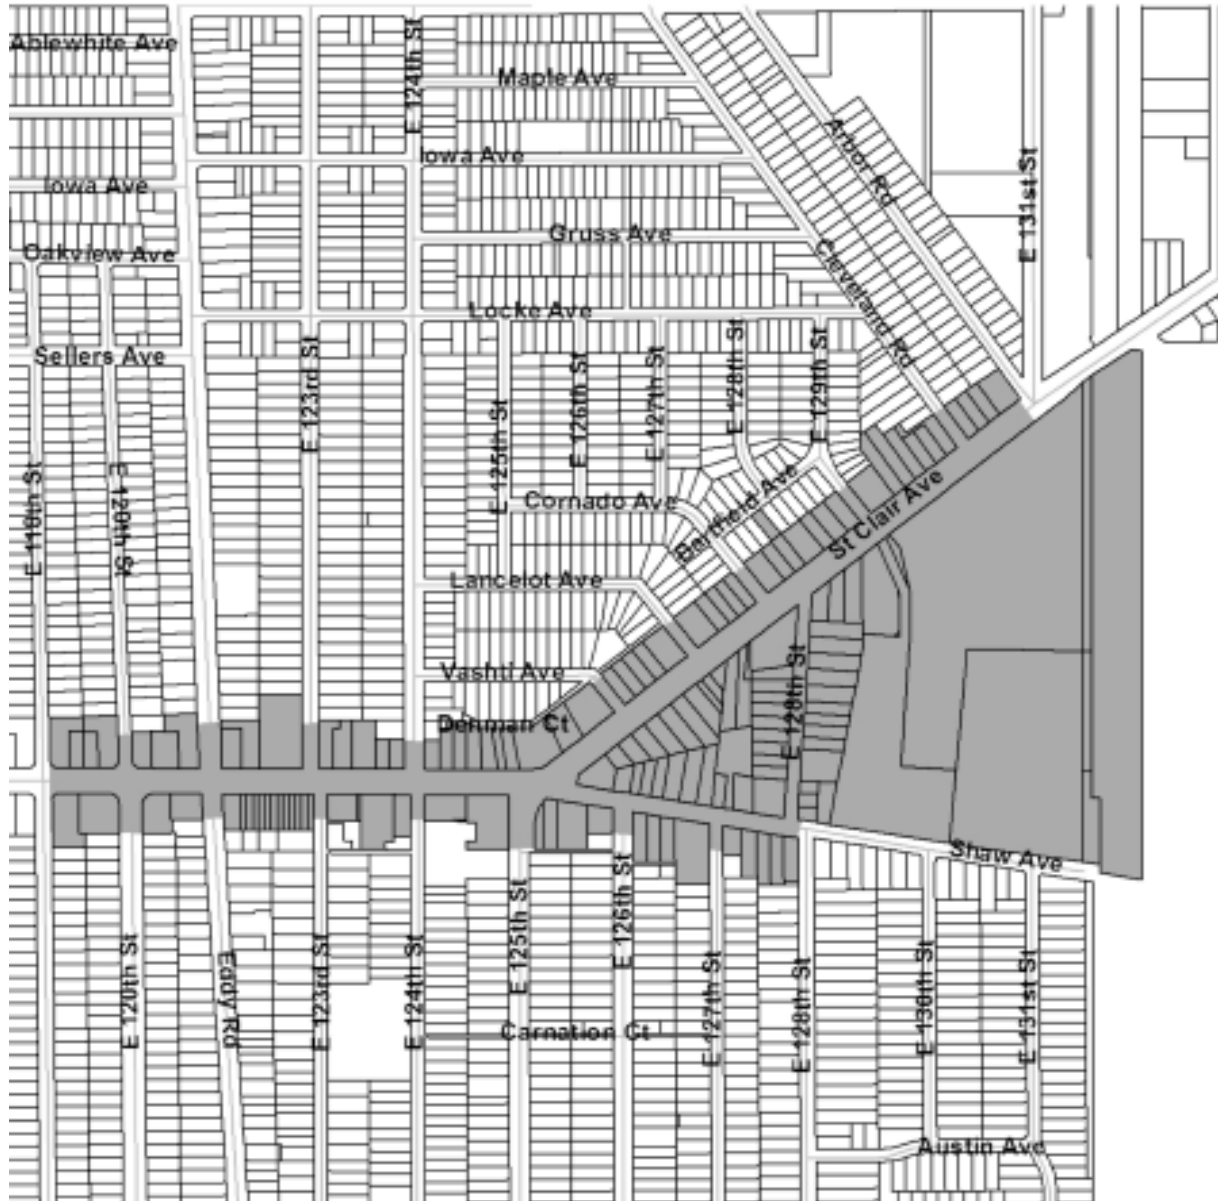 Ablewhite Ave
E 124th St
Maple Ave
Arbor Rd
Iowa Ave
Iowa Ave
E 131st St
Oakview Ave
Gruss Ave
Cleveland Rd
Locke Ave
Sellers Ave
E 123rd St
E 125th St
E 126th St
E 127th St
E 128th St
E 129th St
E 120th St
Cornado Ave
Bartfield Ave
St Clair Ave
Lancelot Ave
Vashti Ave
Denman Ct
E 128th St
Shaw Ave
E 120th St
Eddy Rd
E 123rd St
E 124th St
E 125th St
E 126th St
Carnation Ct
E 127th St
E 128th St
E 130th St
E 131st St
Austin Ave